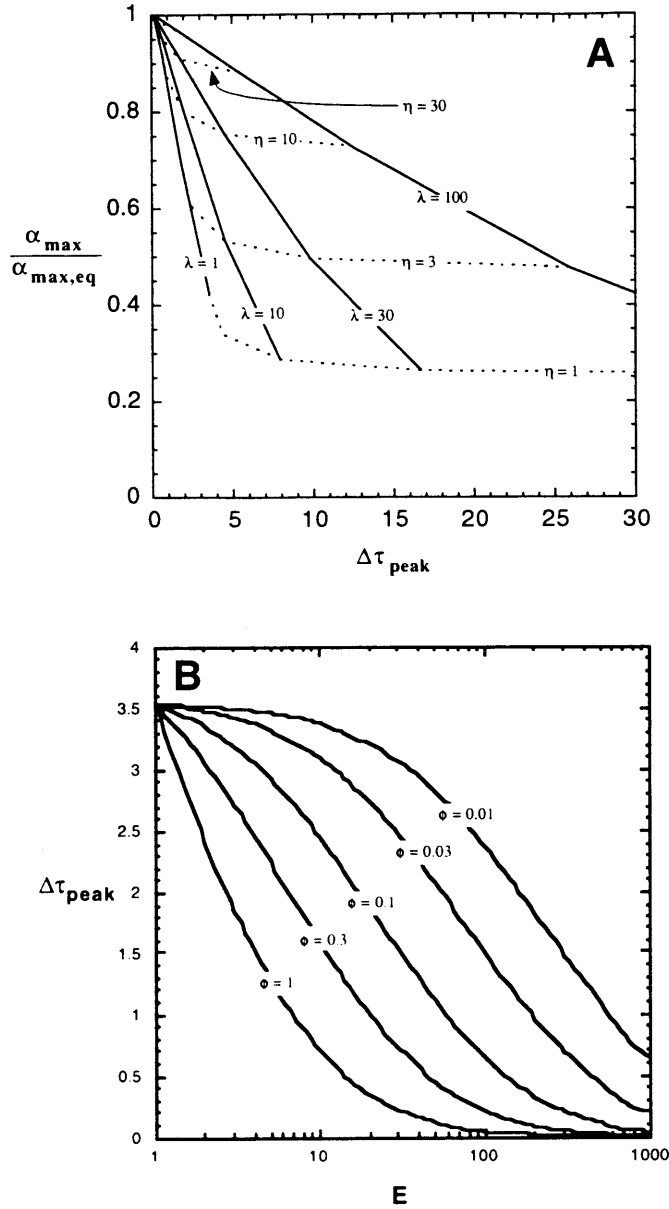 A
1
0.8
0.6
0.4
0.2
0
α max
α max,eq
η = 30
η = 10
λ = 100
η = 3
λ = 1
λ = 10
λ = 30
η = 1
0 5 10 15 20 25 30
Δτ peak
B
4
3.5
3
2.5
2
1.5
1
0.5
0
Δτ peak
ϕ = 0.01
ϕ = 0.03
ϕ = 0.1
ϕ = 0.3
ϕ = 1
1 10 100 1000
E